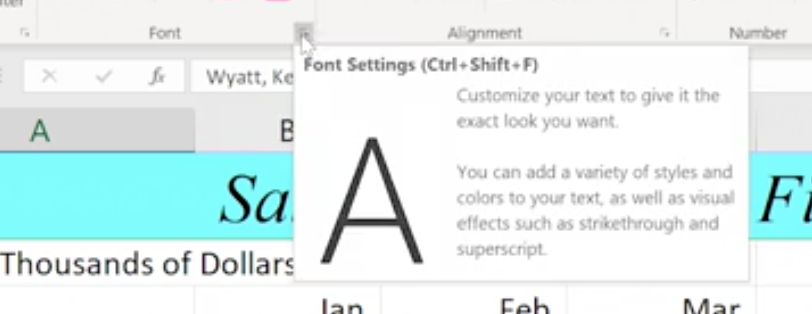 Font
Alignment
Number
fx
Wyatt, Ke
Font Settings (Ctrl+Shift+F)
Customize your text to give it the
exact look you want.
You can add a variety of styles and
colors to your text, as well as visual
effects such as strikethrough and
superscript.
A
A
B
Sa
Fi
Thousands of Dollars
Jan
Feb
Mar